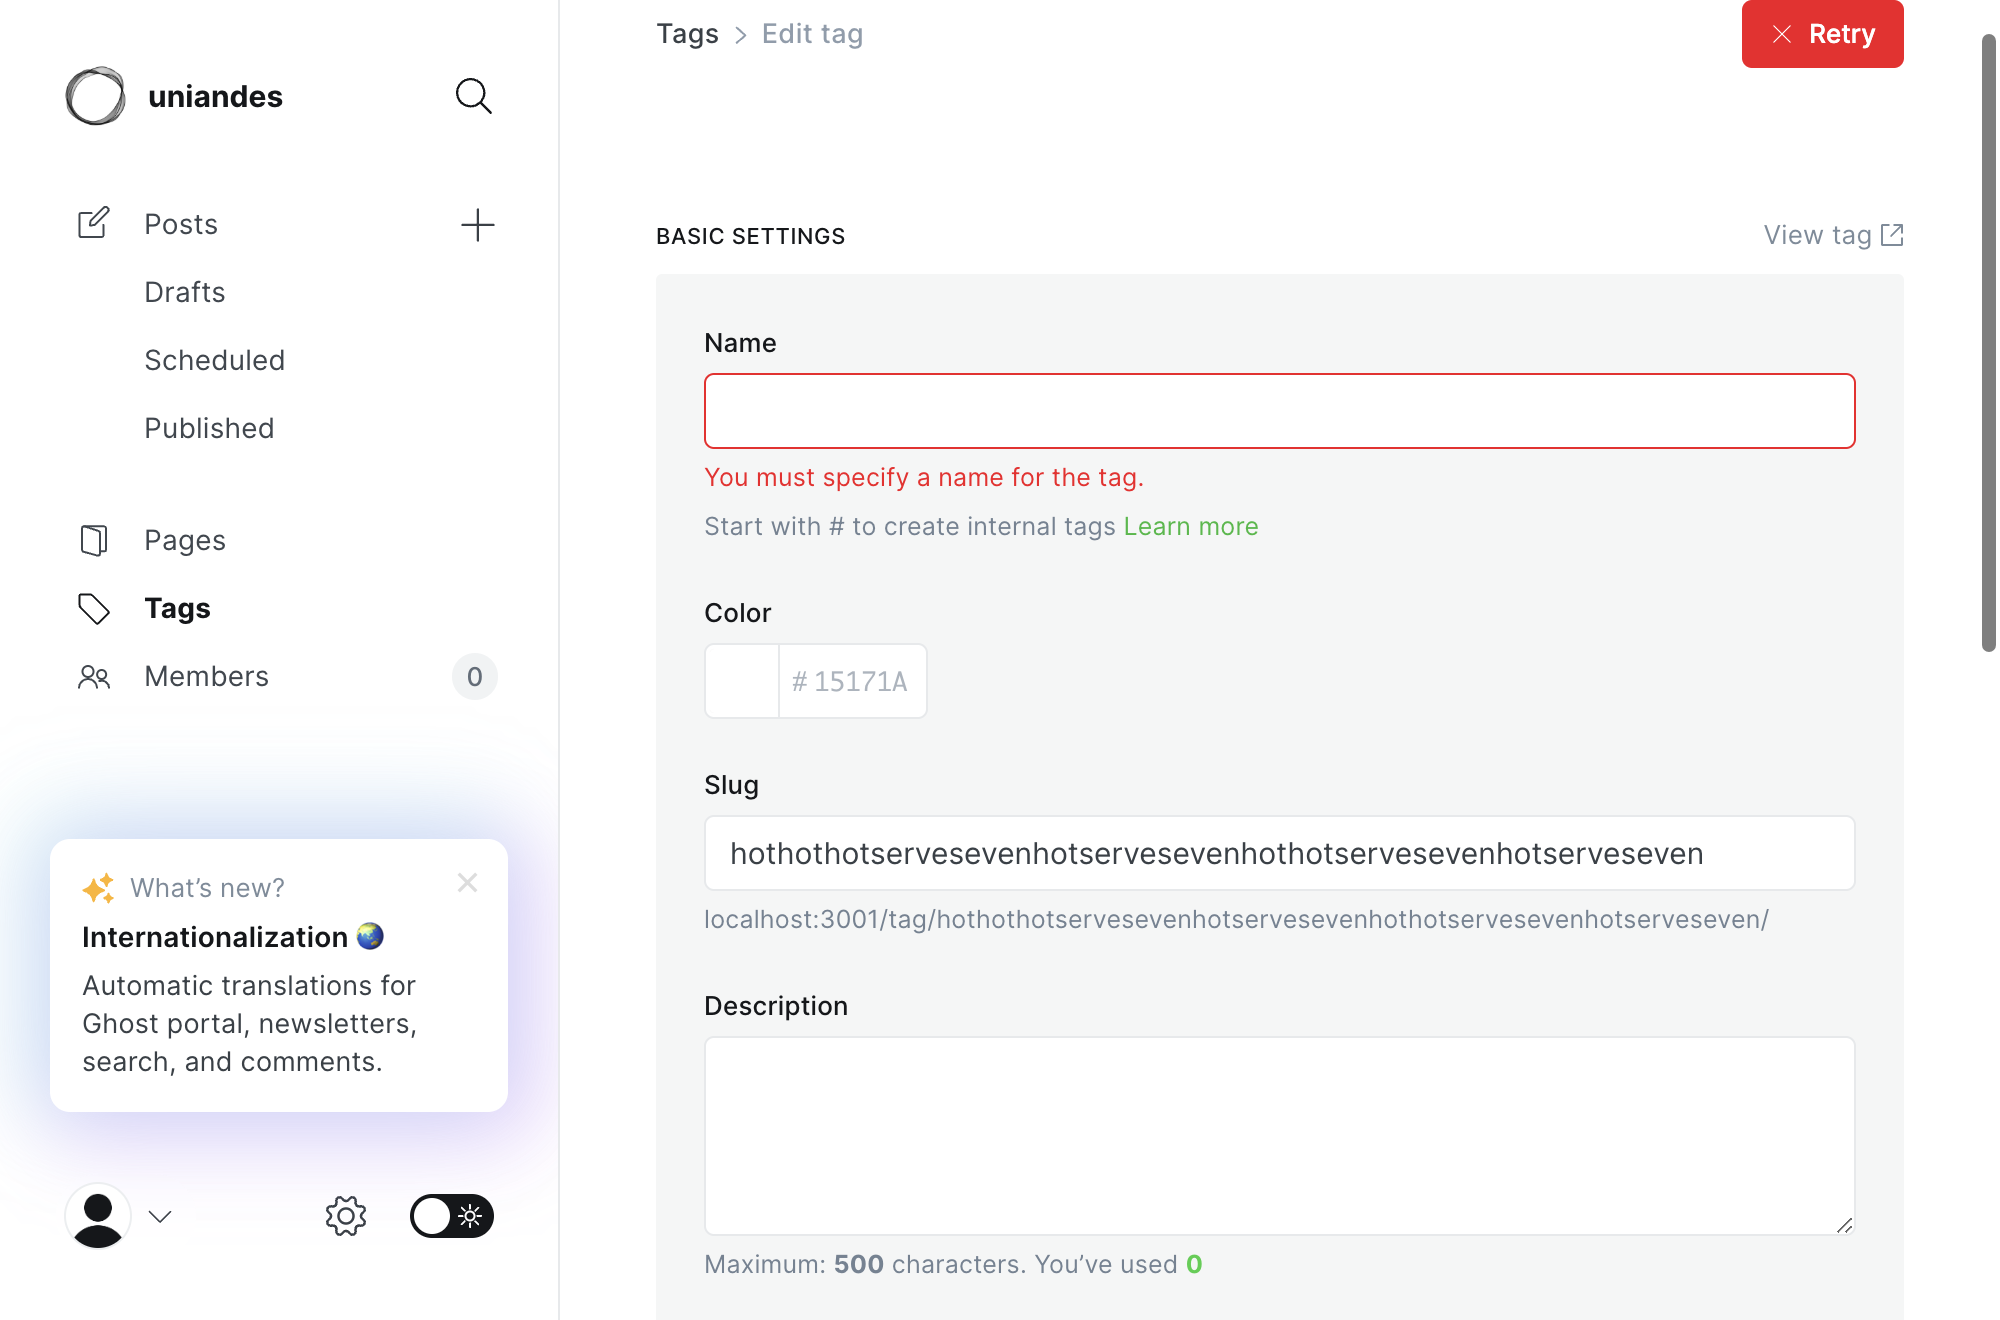 uniandes
Posts
Drafts
Scheduled
Published
Pages
Tags
Members
0
What’s new?
Internationalization
Automatic translations for
Ghost portal, newsletters,
search, and comments.
Tags > Edit tag
Retry
BASIC SETTINGS
View tag
Name
You must specify a name for the tag.
Start with # to create internal tags Learn more
Color
# 15171A
Slug
hothothotservesevenhotservesevenhothotservesevenhotserveseven
localhost:3001/tag/hothothotservesevenhotservesevenhothotservesevenhotserveseven/
Description
Maximum: 500 characters. You’ve used 0